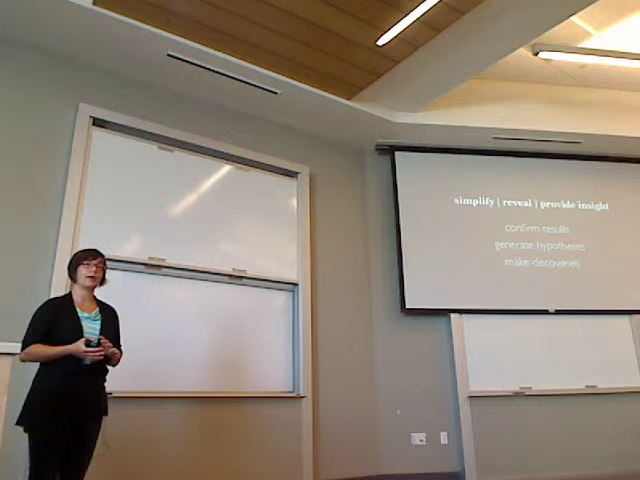 simplify | reveal | provide insight
confirm results
generate hypotheses
make discoveries